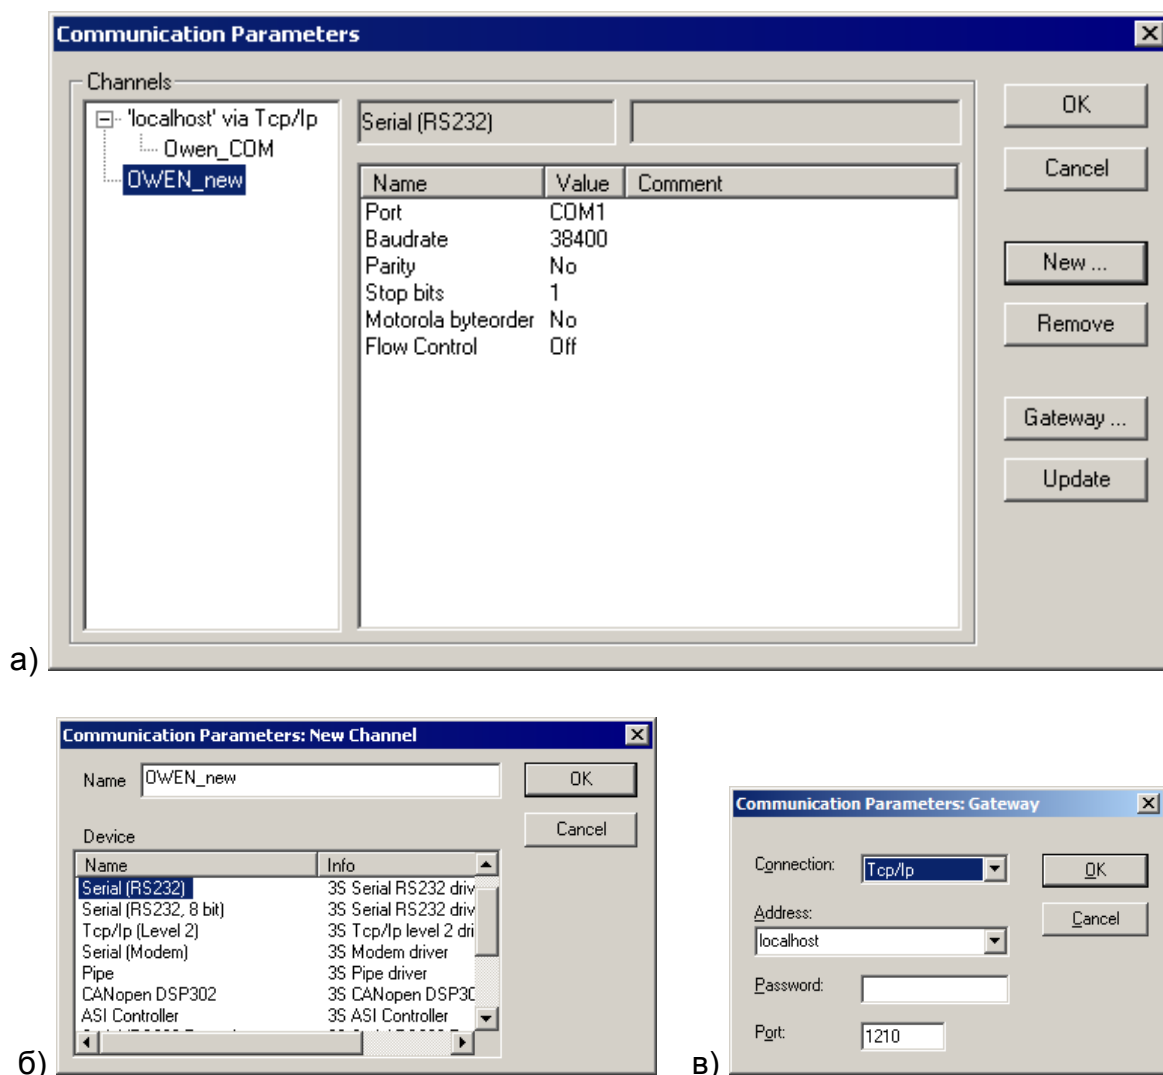 Communication Parameters
Channels
'localhost' via Tcp/Ip
Owen_COM
OWEN_new
Serial (RS232)
Name Value Comment
Port COM1
Baudrate 38400
Parity No
Stop bits 1
Motorola byteorder No
Flow Control Off
OK
Cancel
New ...
Remove
Gateway ...
Update
а)
Communication Parameters: New Channel
Name OWEN_new
OK
Cancel
Device
Name Info
Serial (RS232) 3S Serial RS232 driv
Serial (RS232, 8 bit) 3S Serial RS232 driv
Tcp/Ip (Level 2) 3S Tcp/Ip level 2 dri
Serial (Modem) 3S Modem driver
Pipe 3S Pipe driver
CANopen DSP302 3S CANopen DSP30
ASI Controller 3S ASI Controller
б)
Communication Parameters: Gateway
Connection: Tcp/Ip
OK
Address:
localhost
Cancel
Password:
Port: 1210
в)